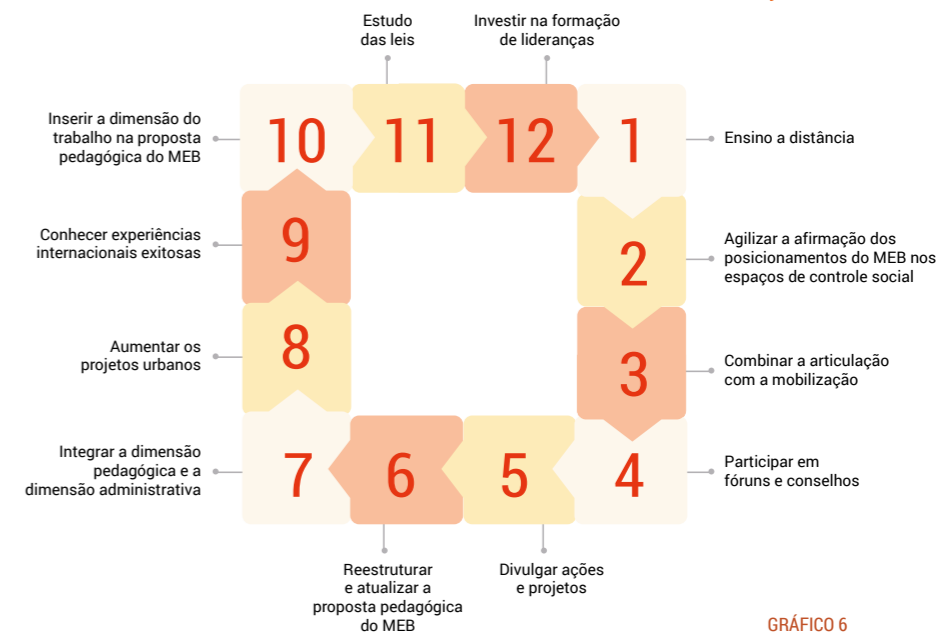 Estudo
das leis
Investir na formação
de lideranças
Inserir a dimensão do
trabalho na proposta
pedagógica do MEB
10
11
12
1
Ensino a distância
Conhecer experiências
internacionais exitosas
9
2
Agilizar a afirmação dos
posicionamentos do MEB nos
espaços de controle social
Aumentar os
projetos urbanos
8
3
Combinar a articulação
com a mobilização
Integrar a dimensão
pedagógica e a
dimensão administrativa
7
6
5
4
Participar em
fóruns e conselhos
Reestruturar
e atualizar a
proposta pedagógica
do MEB
Divulgar ações
e projetos
GRÁFICO 6